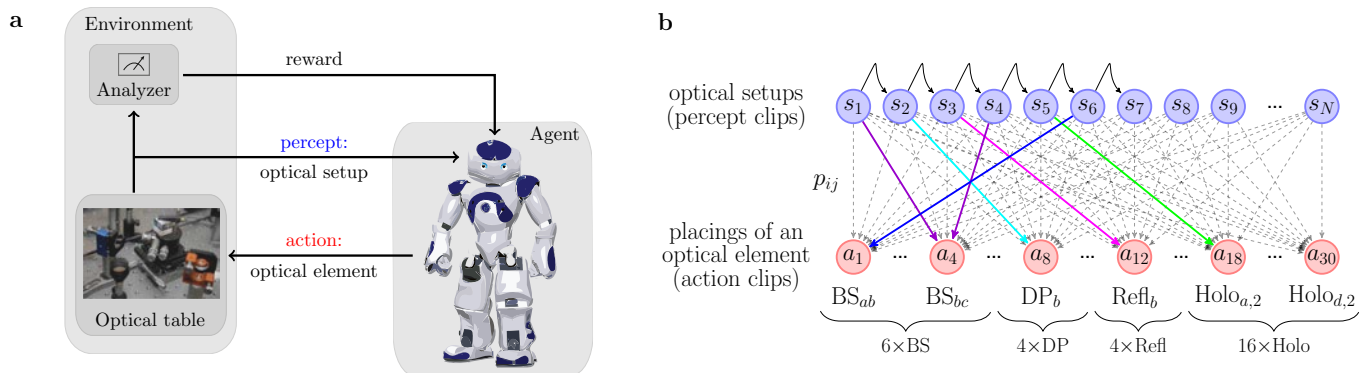 a
Environment
Analyzer
reward
percept:
optical setup
Agent
action:
optical element
Optical table
b
optical setups
(percept clips)
s1 s2 s3 s4 s5 s6 s7 s8 s9 ... sN
pij
placings of an
optical element
(action clips)
a1 ... a4 ... a8 ... a12 ... a18 ... a30
BSab BSbc DPb Reflb Holoa,2 Holod,2
6×BS 4×DP 4×Refl 16×Holo